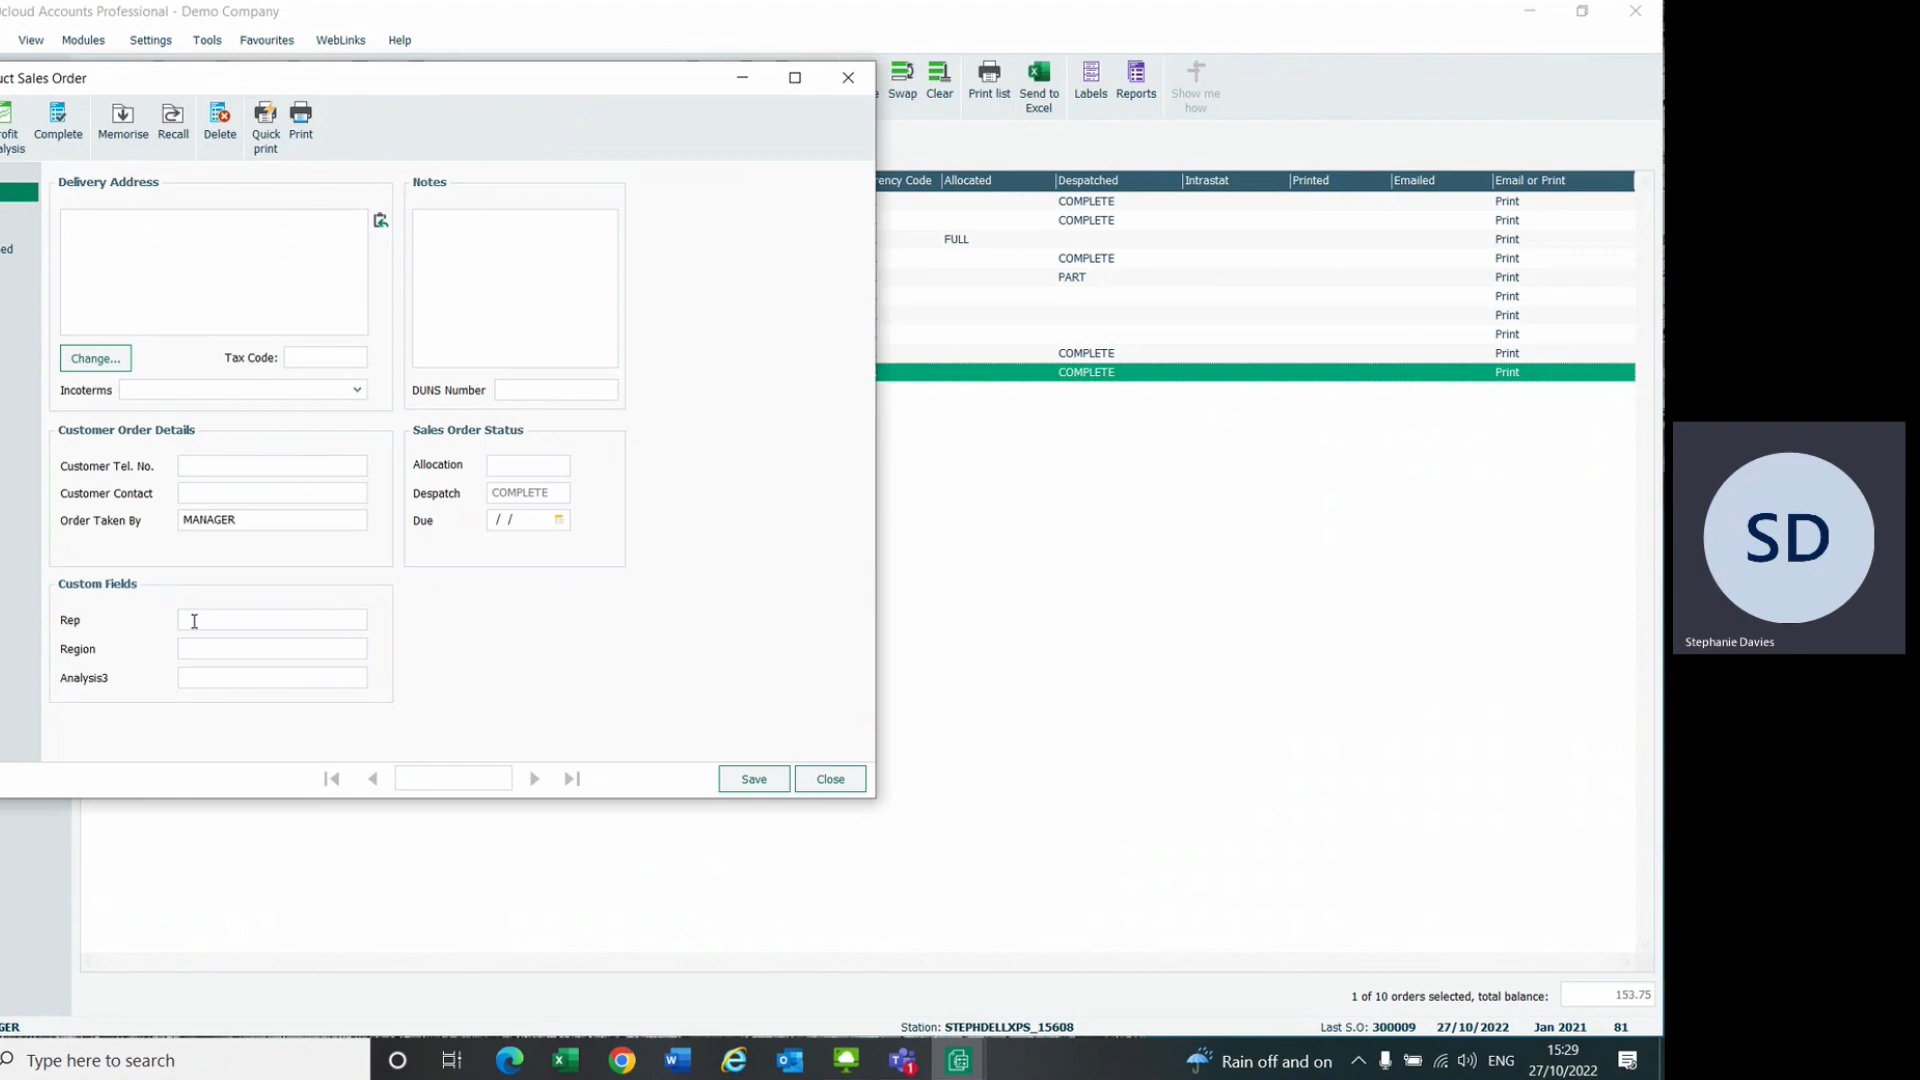 cloud Accounts Professional - Demo Company
View Modules Settings Tools Favourites WebLinks Help
uct Sales Order
Swap Clear Print list Send to Excel Labels Reports Show me how
ofit alysis Complete Memorise Recall Delete Quick print Print
Delivery Address
Notes
ed
Change...
Tax Code:
Incoterms
DUNS Number
Customer Order Details
Sales Order Status
Customer Tel. No.
Allocation
Customer Contact
Despatch COMPLETE
Order Taken By MANAGER
Due / /
Custom Fields
Rep
Region
Analysis3
Save Close
rency Code Allocated Despatched Intrastat Printed Emailed Email or Print
COMPLETE Print
COMPLETE Print
FULL Print
COMPLETE Print
PART Print
Print
Print
Print
COMPLETE Print
COMPLETE Print
SD
Stephanie Davies
1 of 10 orders selected, total balance: 153.75
GER
Station: STEPHDELLXPS_15608
Last S.O: 300009 27/10/2022 Jan 2021 81
Type here to search
1
Rain off and on
ENG
15:29
27/10/2022